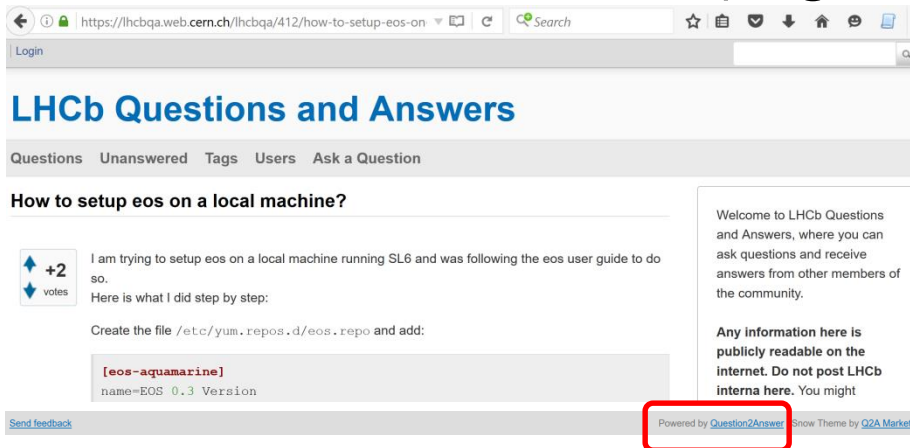 https://lhcbqa.web.cern.ch/lhcbqa/412/how-to-setup-eos-on
Search
Login
LHCb Questions and Answers
Questions Unanswered Tags Users Ask a Question
How to setup eos on a local machine?
+2
votes
I am trying to setup eos on a local machine running SL6 and was following the eos user guide to do
so.
Here is what I did step by step:
Create the file /etc/yum.repos.d/eos.repo and add:
[eos-aquamarine]
name=EOS 0.3 Version
Welcome to LHCb Questions
and Answers, where you can
ask questions and receive
answers from other members of
the community.
Any information here is
publicly readable on the
internet. Do not post LHCb
interna here. You might
Send feedback
Powered by Question2Answer Snow Theme by Q2A Market